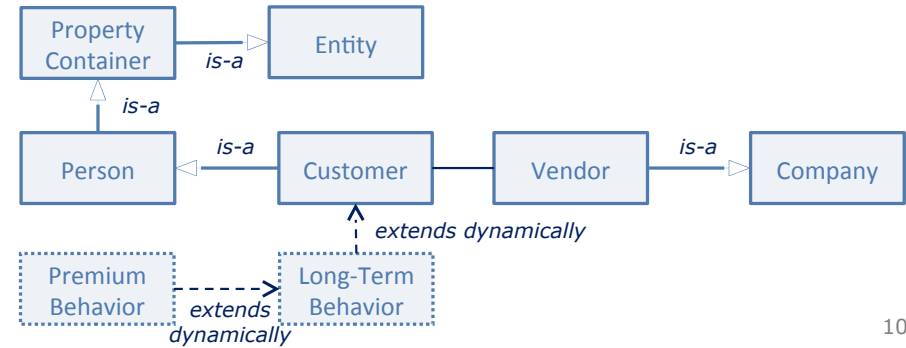 Property
Container
is-a
Entity
is-a
Person
is-a
Customer
Vendor
is-a
Company
extends dynamically
Premium
Behavior
extends
dynamically
Long-Term
Behavior
10